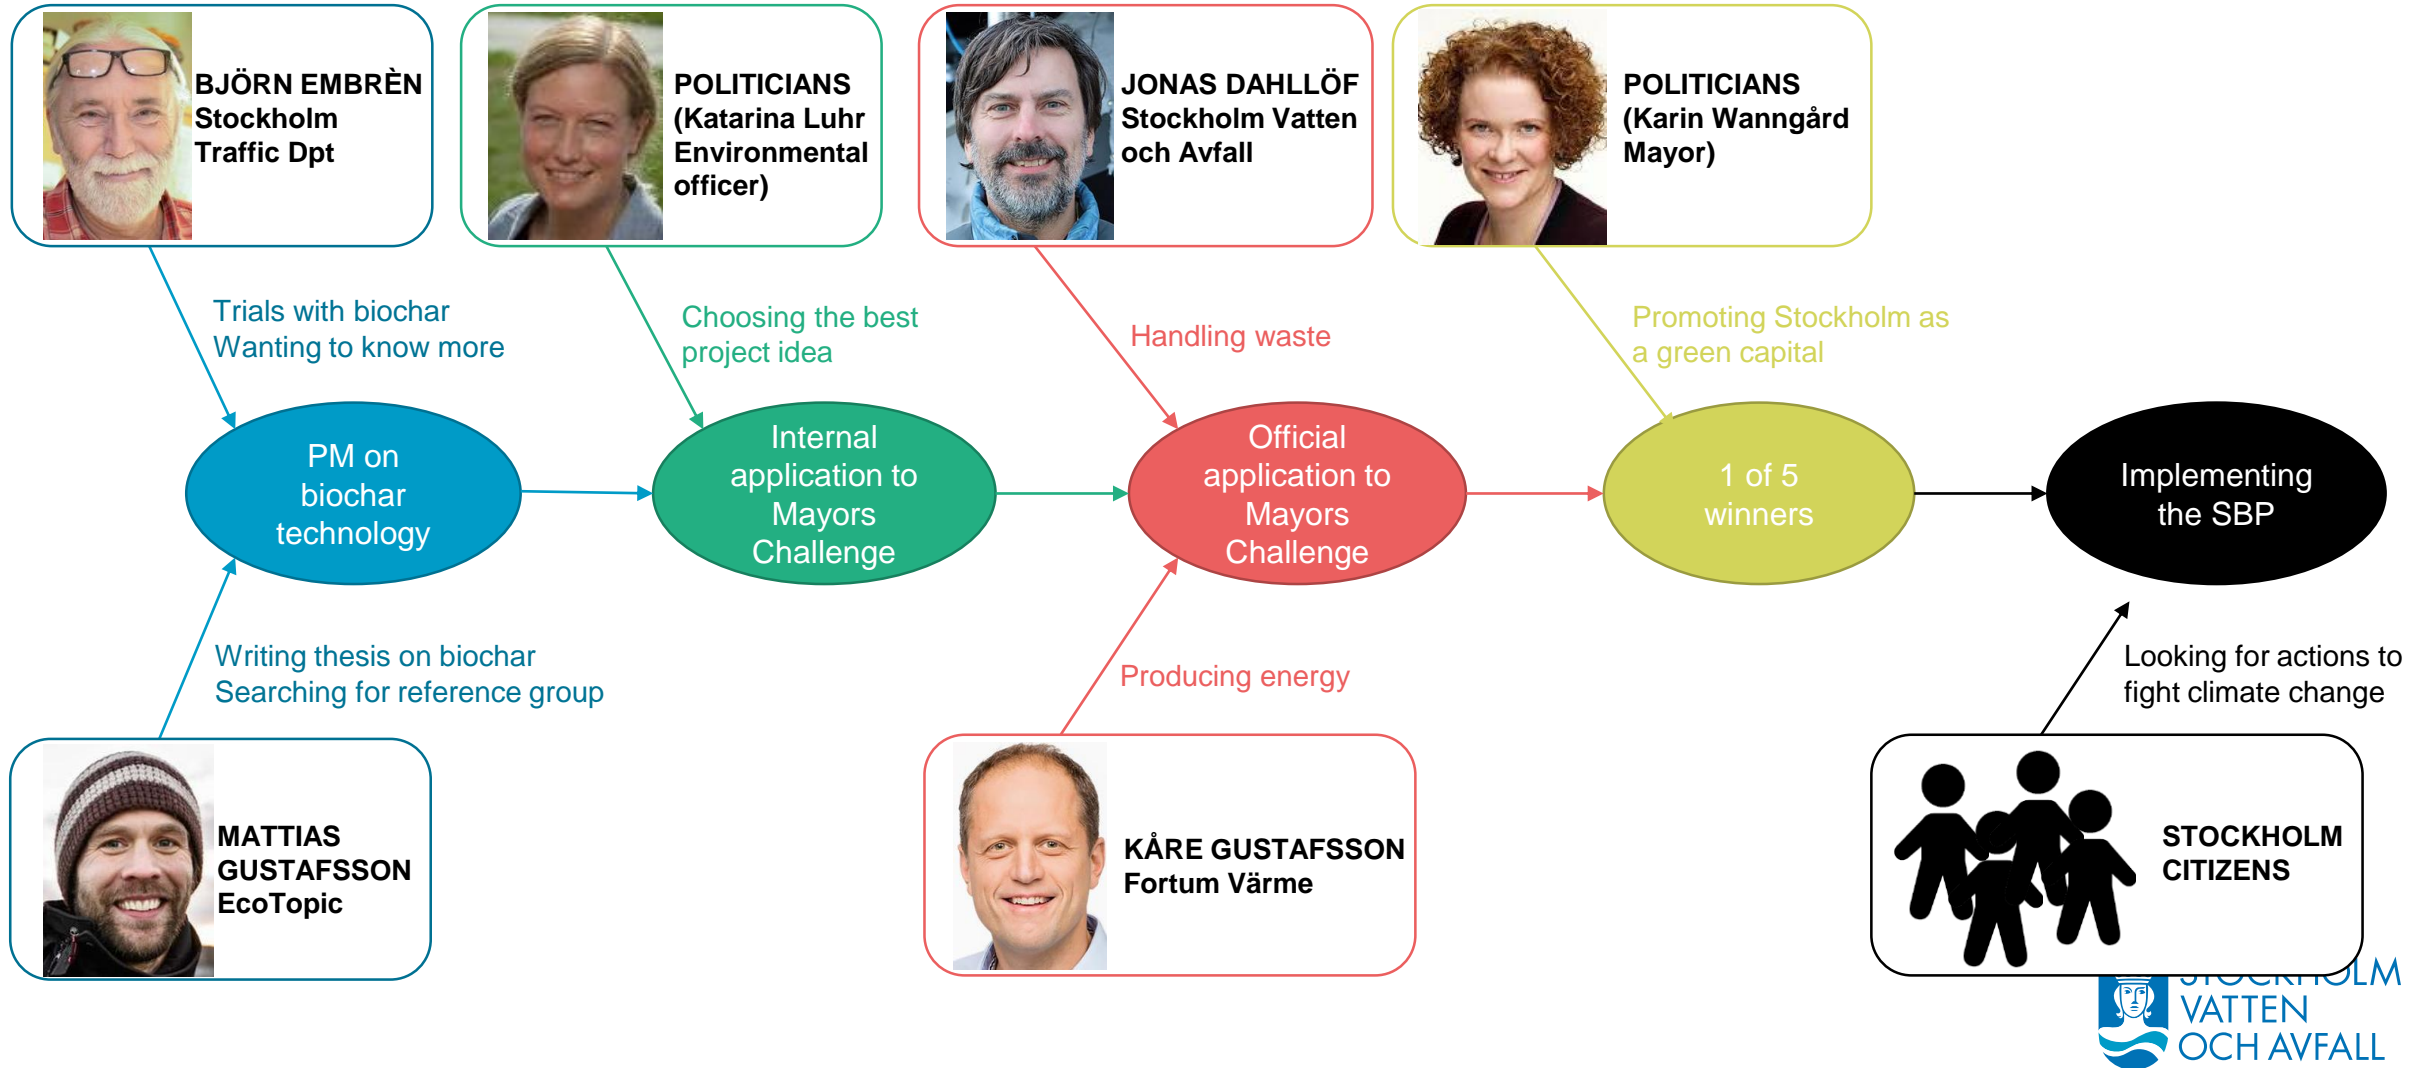 BJÖRN EMBRÈN
Stockholm
Traffic Dpt
POLITICIANS
(Katarina Luhr
Environmental
officer)
JONAS DAHLLÖF
Stockholm Vatten
och Avfall
POLITICIANS
(Karin Wanngård
Mayor)
Trials with biochar
Wanting to know more
Choosing the best
project idea
Handling waste
Promoting Stockholm as
a green capital
PM on
biochar
technology
Internal
application to
Mayors
Challenge
Official
application to
Mayors
Challenge
1 of 5
winners
Implementing
the SBP
Writing thesis on biochar
Searching for reference group
Producing energy
Looking for actions to
fight climate change
MATTIAS
GUSTAFSSON
EcoTopic
KÅRE GUSTAFSSON
Fortum Värme
STOCKHOLM
CITIZENS
STOCKHOLM
VATTEN
OCH AVFALL